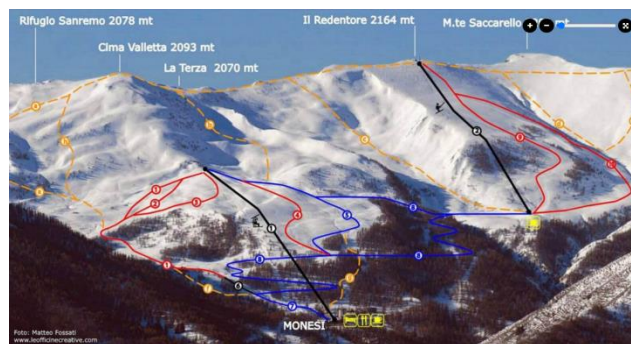 Rifugio Sanremo 2078 mt
Cima Valletta 2093 mt
La Terza 2070 mt
Il Redentore 2164 mt
M.te Saccarello
mt
MONESI
Foto: Matteo Fossati
www.leofficinecreative.com